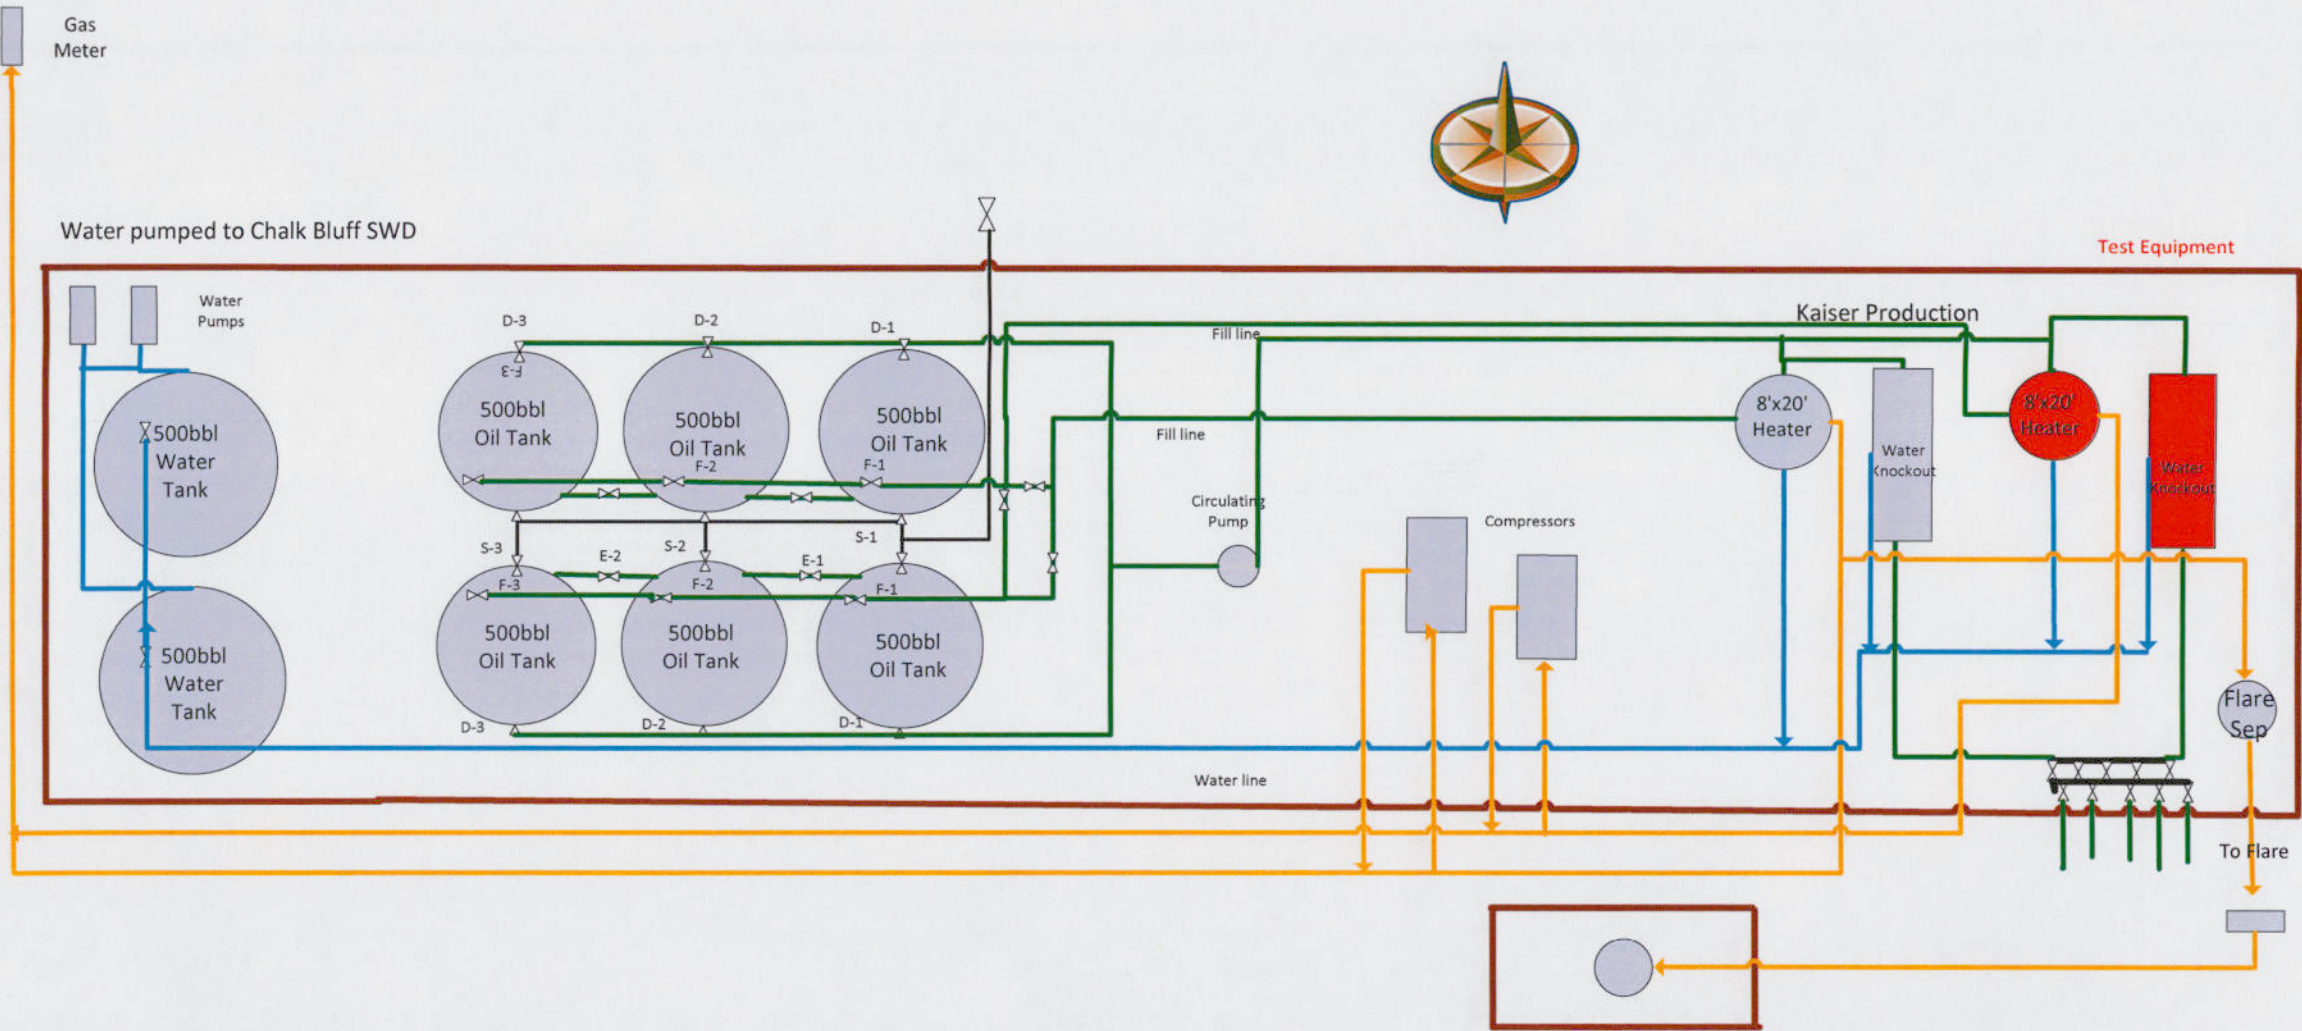 Gas
Meter
Water pumped to Chalk Bluff SWD
Test Equipment
Water
Pumps
Kaiser Production
D-3
D-2
D-1
Fill line
F-3
500bbl
Oil Tank
500bbl
Oil Tank
500bbl
Oil Tank
F-2
F-1
500bbl
Water
Tank
Fill line
8'x20'
Heater
Water
Knockout
8'x20'
Heater
Water
Knockout
Circulating
Pump
Compressors
S-3
S-2
S-1
E-2
E-1
F-3
F-2
F-1
500bbl
Oil Tank
500bbl
Oil Tank
500bbl
Oil Tank
500bbl
Water
Tank
D-3
D-2
D-1
Flare
Sep
Water line
To Flare